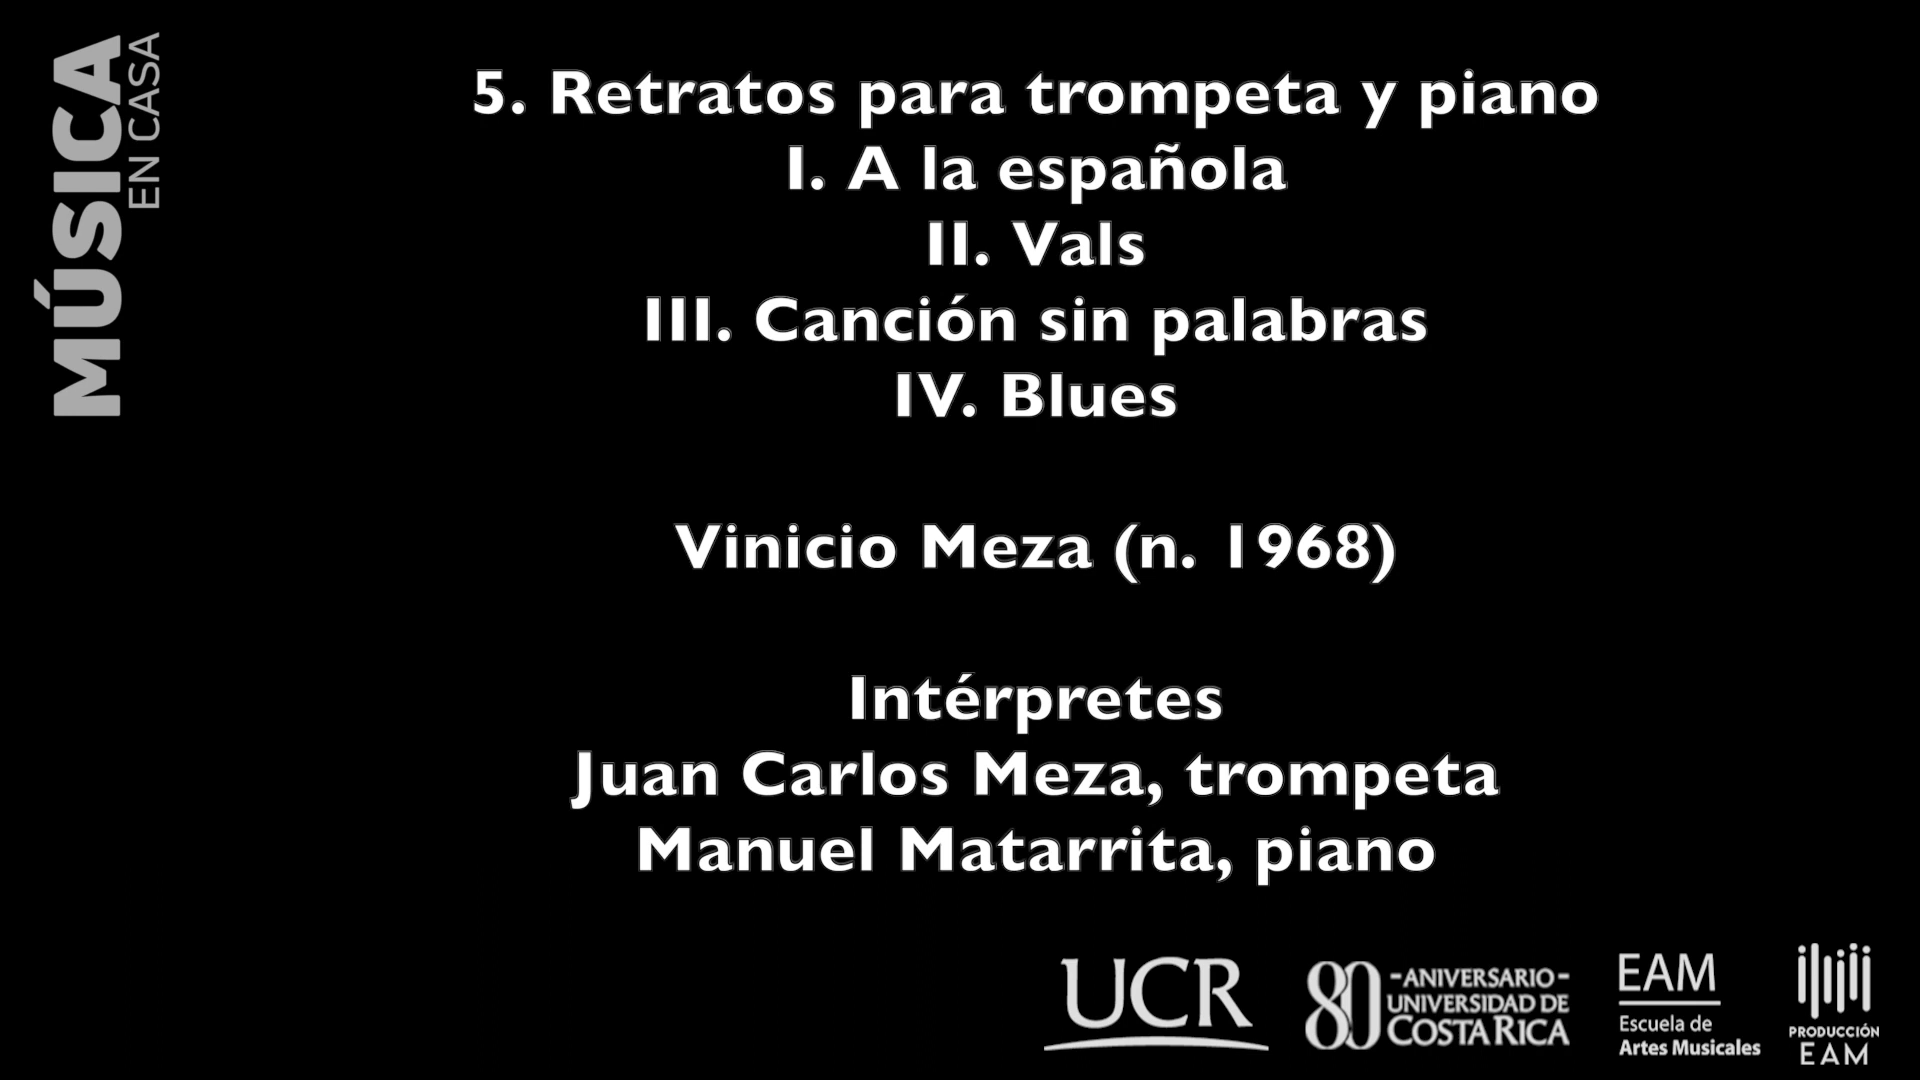 MÚSICA
EN CASA
5. Retratos para trompeta y piano
I. A la española
II. Vals
III. Canción sin palabras
IV. Blues
Vinicio Meza (n. 1968)
Intérpretes
Juan Carlos Meza, trompeta
Manuel Matarrita, piano
UCR
80 -ANIVERSARIO-
UNIVERSIDAD DE
COSTA RICA
EAM
Escuela de
Artes Musicales
PRODUCCIÓN
EAM